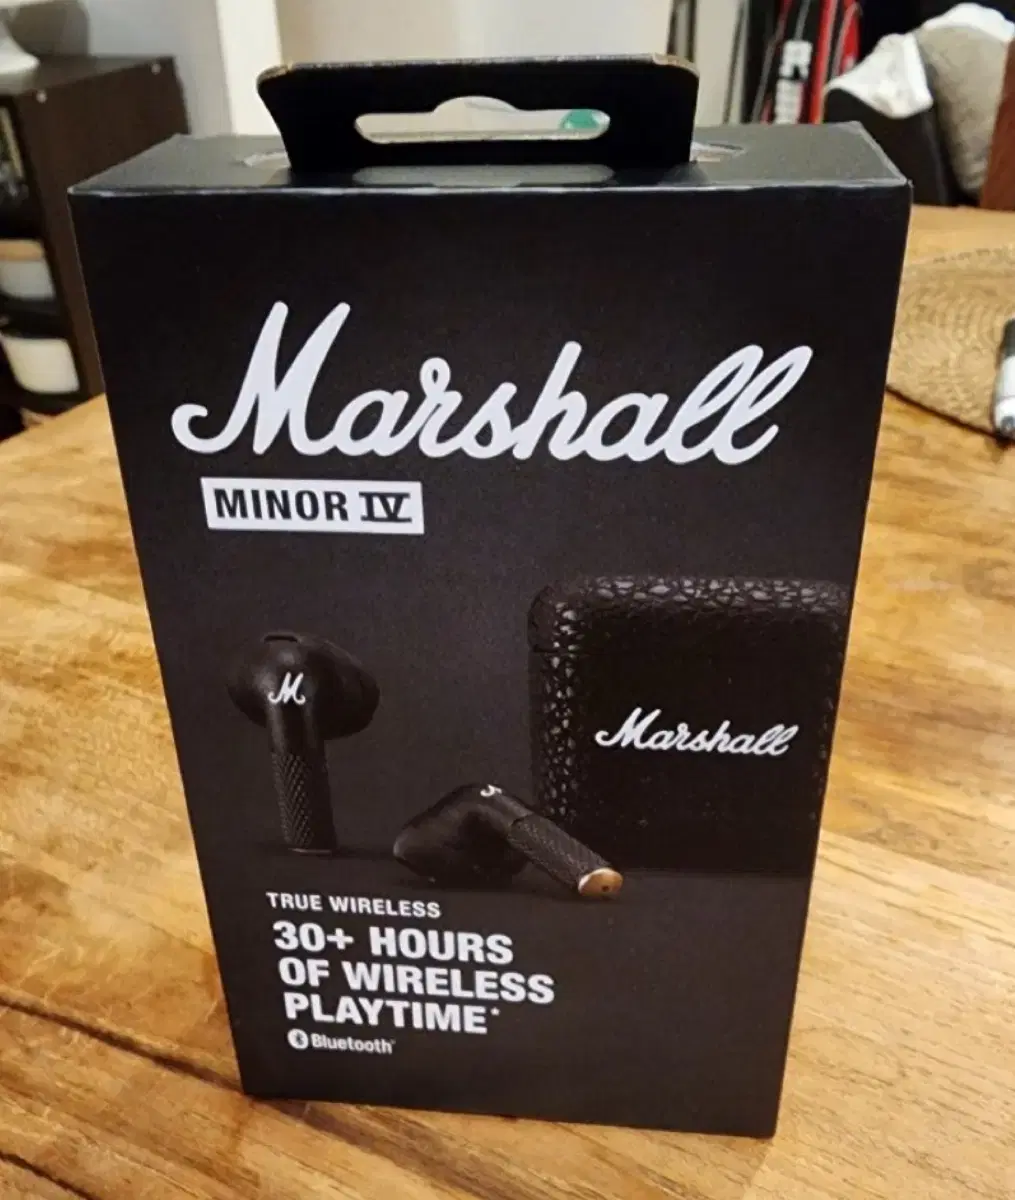 Marshall
MINOR IV
M
Marshall
TRUE WIRELESS
30+ HOURS
OF WIRELESS
PLAYTIME*
Bluetooth®